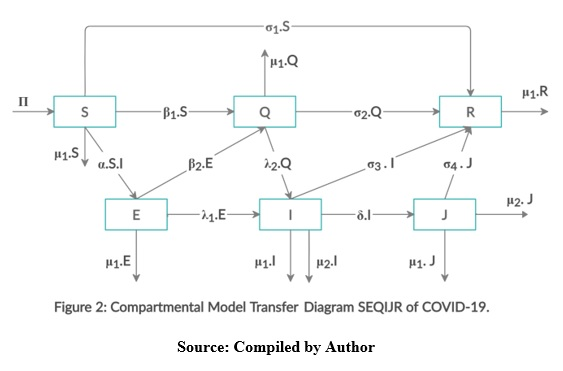 σ₁.S
μ₁.Q
Π
S
β₁.S
Q
σ₂.Q
R
μ₁.R
μ₁.S
α.S.I
β₂.E
λ₂.Q
σ₃.I
σ₄.J
E
λ₁.E
I
δ.I
J
μ₂.J
μ₁.E
μ₁.I
μ₂.I
μ₁.J
Figure 2: Compartmental Model Transfer Diagram SEQIJR of COVID-19.
Source: Compiled by Author